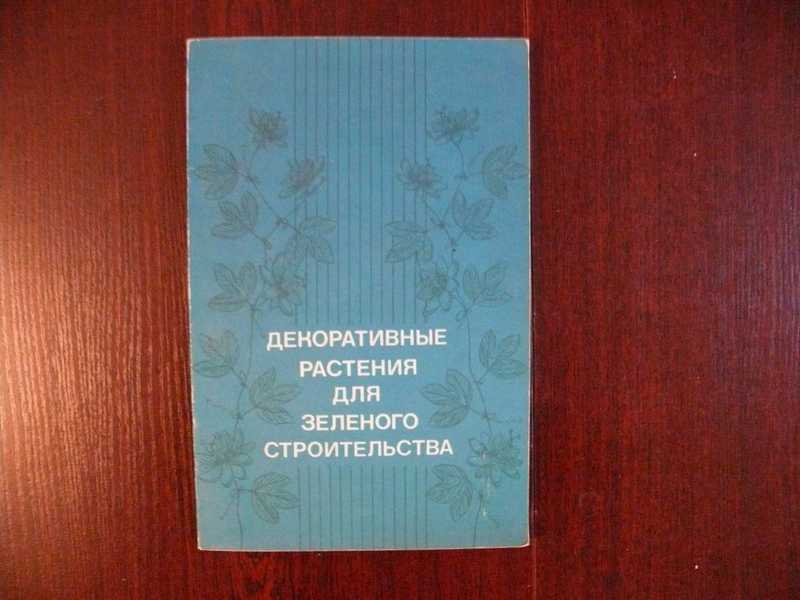 ДЕКОРАТИВНЫЕ
РАСТЕНИЯ
ДЛЯ
ЗЕЛЕНОГО
СТРОИТЕЛЬСТВА